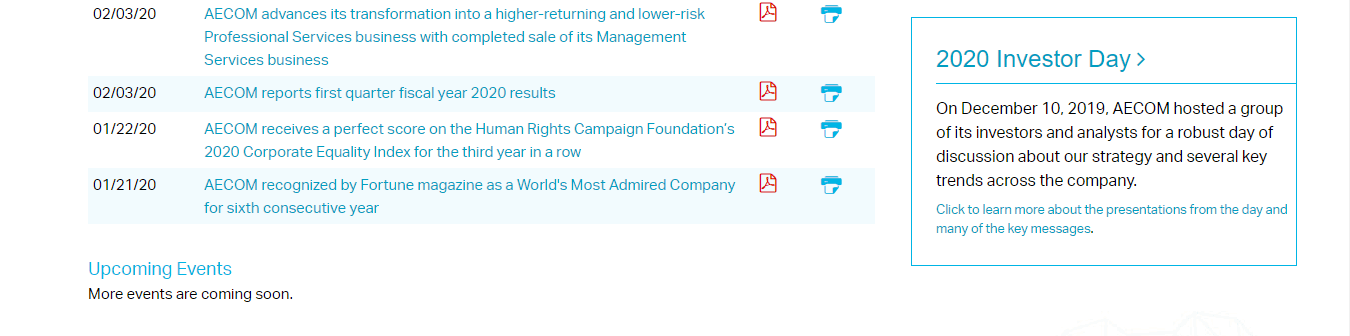 02/03/20 AECOM advances its transformation into a higher-returning and lower-risk
Professional Services business with completed sale of its Management
Services business
02/03/20 AECOM reports first quarter fiscal year 2020 results
01/22/20 AECOM receives a perfect score on the Human Rights Campaign Foundation's
2020 Corporate Equality Index for the third year in a row
01/21/20 AECOM recognized by Fortune magazine as a World's Most Admired Company
for sixth consecutive year
Upcoming Events
More events are coming soon.
2020 Investor Day >
On December 10, 2019, AECOM hosted a group
of its investors and analysts for a robust day of
discussion about our strategy and several key
trends across the company.
Click to learn more about the presentations from the day and
many of the key messages.